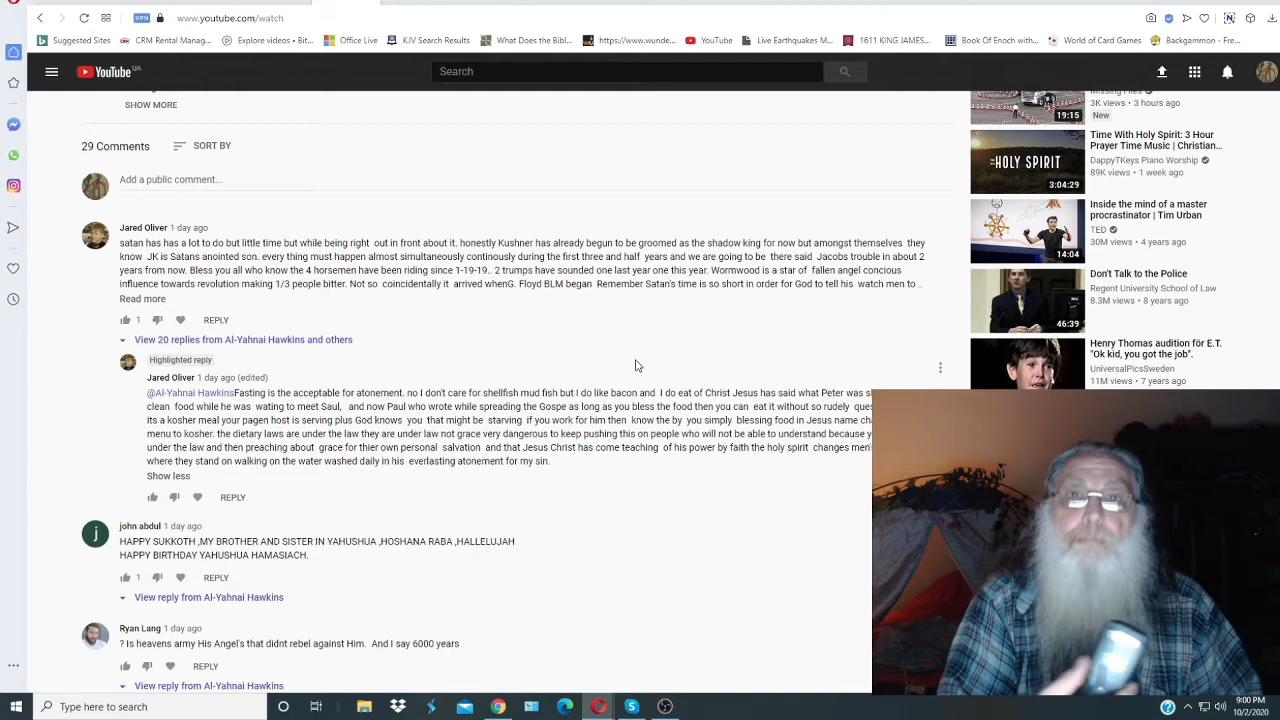 www.youtube.com/watch
VPN
Suggested Sites
CRM Rental Manag...
Explore videos • Bit...
Office Live
KJV Search Results
What Does the Bibl...
https://www.wunde...
YouTube
Live Earthquakes M...
1611 KING JAMES...
Book Of Enoch with...
World of Card Games
Backgammon - Fre...
YouTube UA
Search
SHOW MORE
29 Comments
SORT BY
Add a public comment...
Jared Oliver 1 day ago
satan has has a lot to do but little time but while being right out in front about it. honestly Kushner has already begun to be groomed as the shadow king for now but amongst themselves they
know JK is Satans anointed son. every thing must happen almost simultaneously continously during the first three and half years and we are going to be there said Jacobs trouble in about 2
years from now. Bless you all who know the 4 horsemen have been riding since 1-19-19.. 2 trumps have sounded one last year one this year. Wormwood is a star of fallen angel concious
influence towards revolution making 1/3 people bitter. Not so coincidentally it arrived whenG. Floyd BLM began Remember Satan's time is so short in order for God to tell his watch men to ..
Read more
1
REPLY
View 20 replies from Al-Yahnai Hawkins and others
Highlighted reply
Jared Oliver 1 day ago (edited)
@Al-Yahnai HawkinsFasting is the acceptable for atonement. no I don't care for shellfish mud fish but I do like bacon and I do eat of Christ Jesus has said what Peter was s
clean food while he was wating to meet Saul, and now Paul who wrote while spreading the Gospe as long as you bless the food then you can eat it without so rudely ques
its a kosher meal your pagen host is serving plus God knows you that might be starving if you work for him then know the by you simply blessing food in Jesus name cha
menu to kosher. the dietary laws are under the law they are under law not grace very dangerous to keep pushing this on people who will not be able to understand because y
under the law and then preaching about grace for thier own personal salvation and that Jesus Christ has come teaching of his power by faith the holy spirit changes men'
where they stand on walking on the water washed daily in his everlasting atonement for my sin.
Show less
REPLY
john abdul 1 day ago
HAPPY SUKKOTH ,MY BROTHER AND SISTER IN YAHUSHUA ,HOSHANA RABA ,HALLELUJAH
HAPPY BIRTHDAY YAHUSHUA HAMASIACH.
1
REPLY
View reply from Al-Yahnai Hawkins
Ryan Lang 1 day ago
? Is heavens army His Angel's that didnt rebel against Him. And I say 6000 years
REPLY
View reply from Al-Yahnai Hawkins
3K views • 3 hours ago
New
19:15
Time With Holy Spirit: 3 Hour
Prayer Time Music | Christian...
DappyTKeys Piano Worship
89K views • 1 week ago
HOLY SPIRIT
3:04:29
Inside the mind of a master
procrastinator | Tim Urban
TED
30M views • 4 years ago
14:04
Don't Talk to the Police
Regent University School of Law
8.3M views • 8 years ago
46:39
Henry Thomas audition för E.T.
"Ok kid, you got the job".
UniversalPicsSweden
11M views • 7 years ago
Type here to search
9:00 PM
10/2/2020